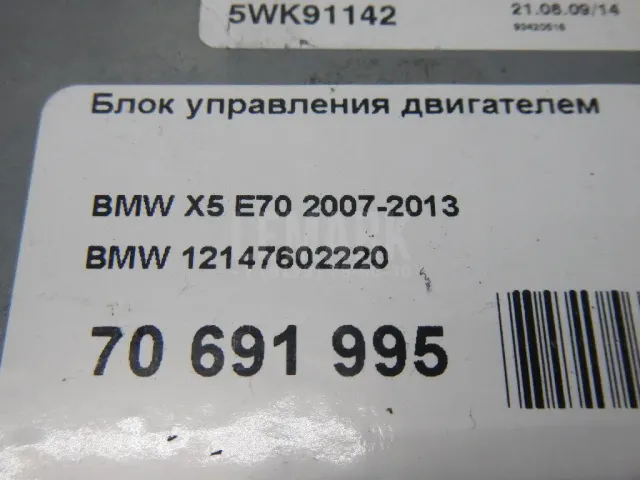 5WK91142
21.08.09/14
Блок управления двигателем
BMW X5 E70 2007-2013
BMW 12147602220
70 691 995